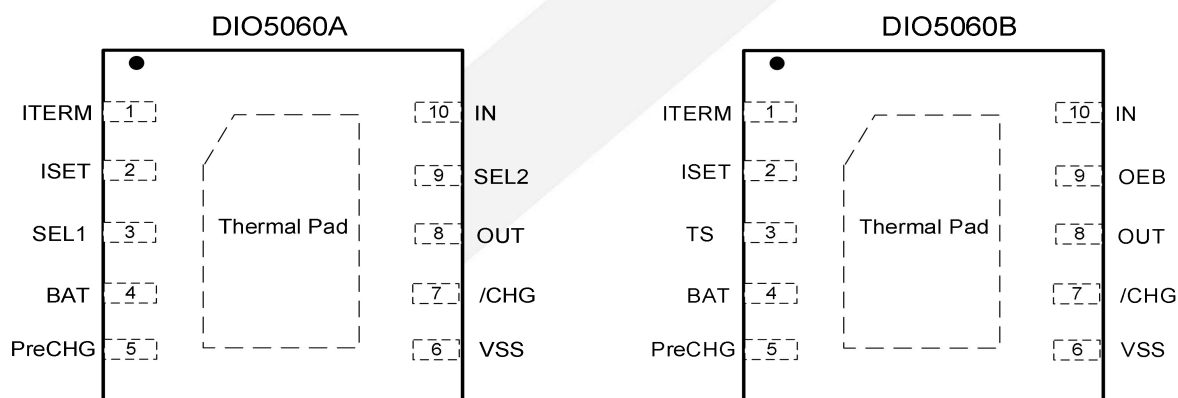 DIO5060A
ITERM 1 10 IN
ISET 2 9 SEL2
SEL1 3 Thermal Pad 8 OUT
BAT 4 7 /CHG
PreCHG 5 6 VSS
DIO5060B
ITERM 1 10 IN
ISET 2 9 OEB
TS 3 Thermal Pad 8 OUT
BAT 4 7 /CHG
PreCHG 5 6 VSS